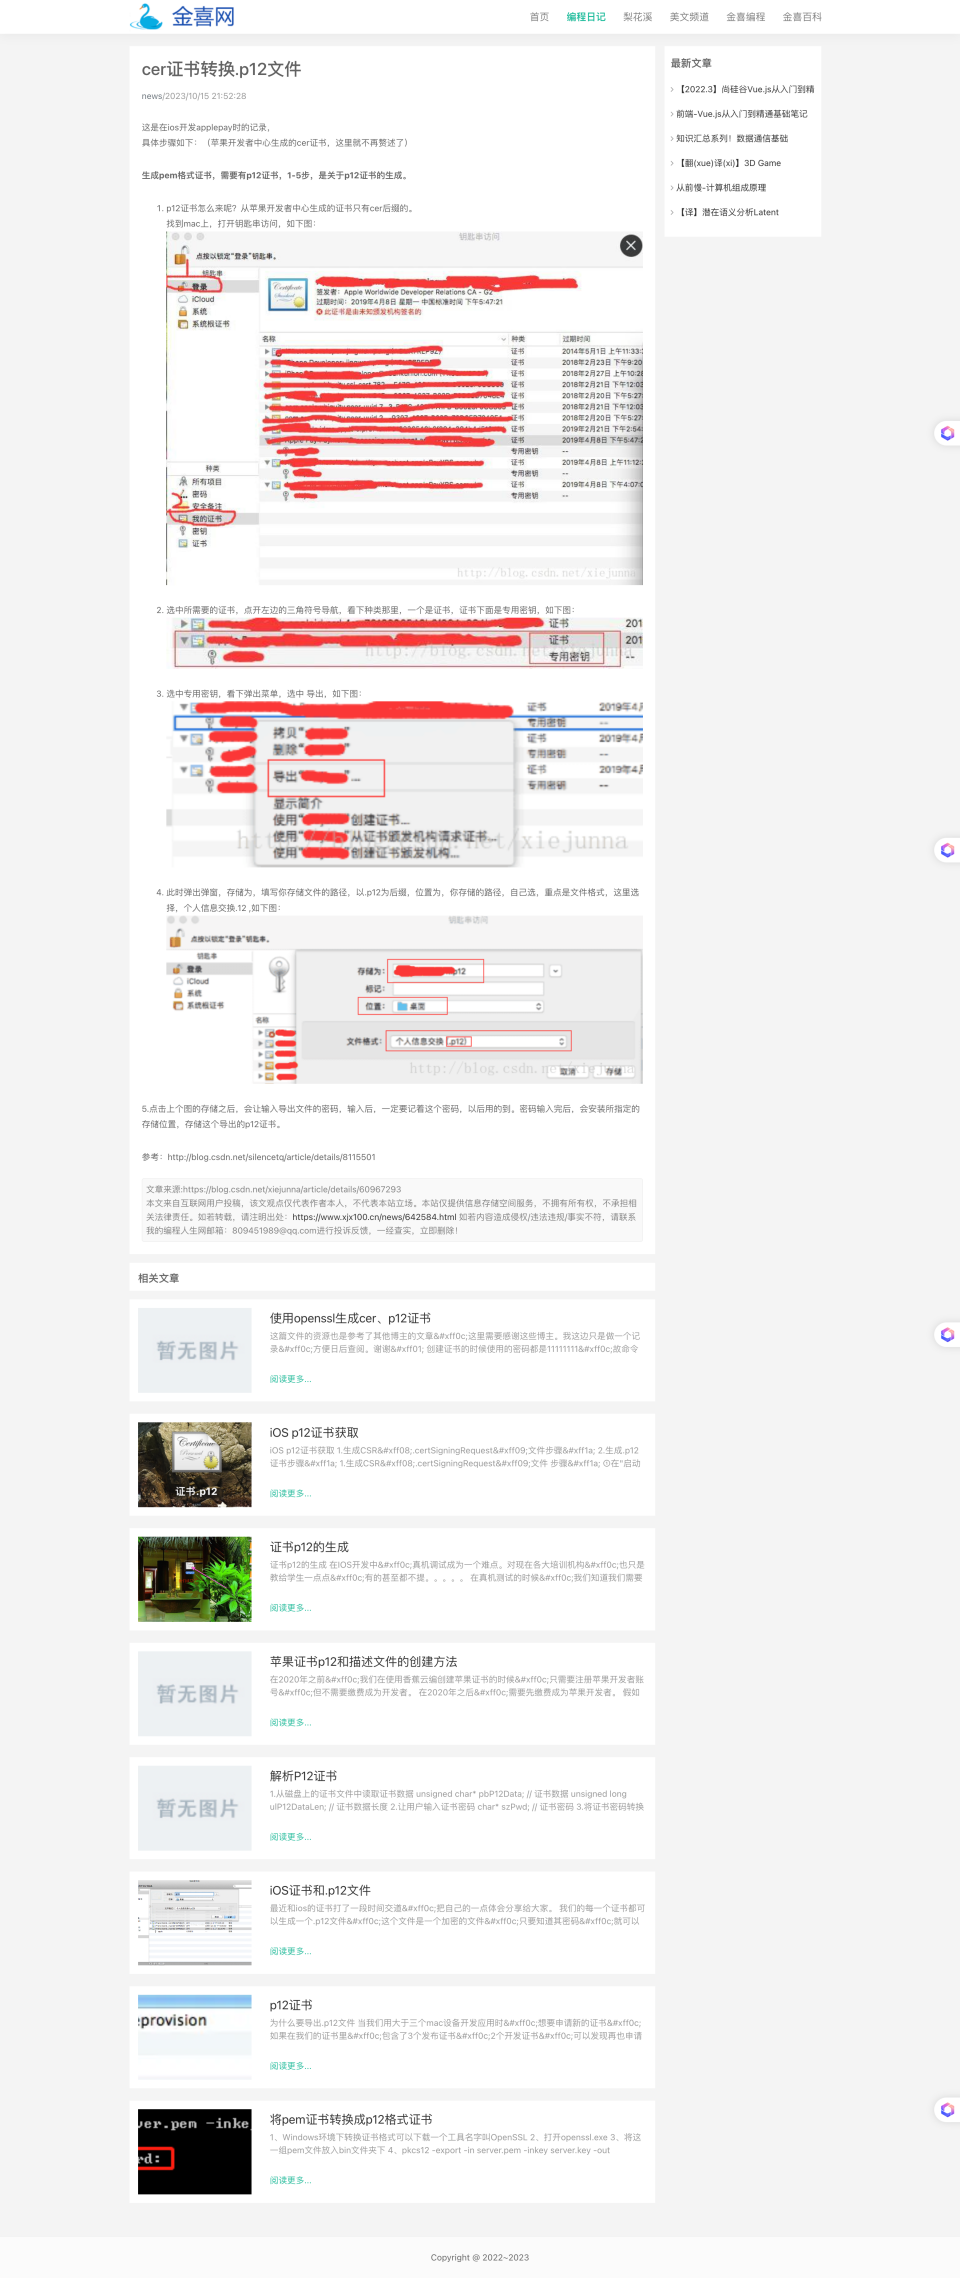 金喜网
首页 编程日记 梨花溪 美文频道 金喜编程 金喜百科
cer证书转换.p12文件
news/2023/10/15 21:52:28
这是在ios开发applepay时的记录，
具体步骤如下：（苹果开发者中心生成的cer证书，这里就不再赘述了）
生成pem格式证书，需要有p12证书，1-5步，是关于p12证书的生成。
1. p12证书怎么来呢？从苹果开发者中心生成的证书只有cer后缀的。
找到mac上，打开钥匙串访问，如下图：
钥匙串访问
点按以锁定“登录”钥匙串。
钥匙串
登录
iCloud
系统
系统根证书
签发者：Apple Worldwide Developer Relations CA - G2
过期时间：2019年4月8日 星期一 中国标准时间 下午5:47:21
此证书是由未知颁发机构签名的
名称 种类 过期时间
证书 2014年5月1日 上午11:33:
证书 2018年2月23日 下午9:20
证书 2018年2月27日 上午10:28
证书 2018年2月21日 下午12:03
证书 2018年2月20日 下午5:27
证书 2018年2月21日 下午12:03
证书 2018年2月20日 下午5:27
证书 2018年2月21日 下午2:54:
证书 2019年4月8日 下午5:47:2
专用密钥 --
证书 2019年4月8日 上午11:12:
专用密钥 --
证书 2019年4月8日 下午4:07:0
专用密钥 --
种类
所有项目
密码
安全备注
我的证书
密钥
证书
http://blog.csdn.net/xiejunna
2. 选中所需要的证书，点开左边的三角符号导航，看下种类那里，一个是证书，证书下面是专用密钥，如下图：
证书 201
证书 201
专用密钥 --
http://blog.csdn.net/xiejunna
3. 选中专用密钥，看下弹出菜单，选中 导出，如下图：
证书 2019年4月
专用密钥 --
证书 2019年4月
专用密钥 --
证书 2019年4月
专用密钥 --
拷贝“ ”
删除“ ”
导出“ ”...
显示简介
使用“ ”创建证书...
使用“ ”从证书颁发机构请求证书...
使用“ ”创建证书颁发机构...
http://blog.csdn.net/xiejunna
4. 此时弹出弹窗，存储为，填写你存储文件的路径，以.p12为后缀，位置为，你存储的路径，自己选，重点是文件格式，这里选
择，个人信息交换.12 ,如下图：
钥匙串访问
点按以锁定“登录”钥匙串。
钥匙串
登录
iCloud
系统
系统根证书
名称
存储为： p12
标记：
位置： 桌面
文件格式： 个人信息交换 (.p12)
取消 存储
http://blog.csdn.net/xiejunna
5.点击上个图的存储之后，会让输入导出文件的密码，输入后，一定要记着这个密码，以后用的到。密码输入完后，会安装所指定的
存储位置，存储这个导出的p12证书。
参考：http://blog.csdn.net/silencetq/article/details/8115501
文章来源:https://blog.csdn.net/xiejunna/article/details/60967293
本文来自互联网用户投稿，该文观点仅代表作者本人，不代表本站立场。本站仅提供信息存储空间服务，不拥有所有权，不承担相
关法律责任。如若转载，请注明出处：https://www.xjx100.cn/news/642584.html 如若内容造成侵权/违法违规/事实不符，请联系
我的编程人生网邮箱：809451989@qq.com进行投诉反馈，一经查实，立即删除！
相关文章
暂无图片
使用openssl生成cer、p12证书
这篇文件的资源也是参考了其他博主的文章&#xff0c;这里需要感谢这些博主。我这边只是做一个记
录&#xff0c;方便日后查阅。谢谢&#xff01; 创建证书的时候使用的密码都是11111111&#xff0c;故命令
阅读更多...
证书.p12
iOS p12证书获取
iOS p12证书获取 1.生成CSR&#xff08;.certSigningRequest&#xff09;文件步骤&#xff1a; 2.生成.p12
证书步骤&#xff1a; 1.生成CSR&#xff08;.certSigningRequest&#xff09;文件 步骤&#xff1a; ①在“启动
阅读更多...
证书p12的生成
证书p12的生成 在IOS开发中&#xff0c;真机调试成为一个难点。对现在各大培训机构&#xff0c;也只是
教给学生一点点&#xff0c;有的甚至都不提。。。。。 在真机测试的时候&#xff0c;我们知道我们需要
阅读更多...
暂无图片
苹果证书p12和描述文件的创建方法
在2020年之前&#xff0c;我们在使用香蕉云编创建苹果证书的时候&#xff0c;只需要注册苹果开发者账
号&#xff0c;但不需要缴费成为开发者。 在2020年之后&#xff0c;需要先缴费成为苹果开发者。 假如
阅读更多...
暂无图片
解析P12证书
1.从磁盘上的证书文件中读取证书数据 unsigned char* pbP12Data; // 证书数据 unsigned long
ulP12DataLen; // 证书数据长度 2.让用户输入证书密码 char* szPwd; // 证书密码 3.将证书密码转换
阅读更多...
iOS证书和.p12文件
最近和ios的证书打了一段时间交道&#xff0c;把自己的一点体会分享给大家。 我们的每一个证书都可
以生成一个.p12文件&#xff0c;这个文件是一个加密的文件&#xff0c;只要知道其密码&#xff0c;就可以
阅读更多...
eprovision
p12证书
为什么要导出.p12文件 当我们用大于三个mac设备开发应用时&#xff0c;想要申请新的证书&#xff0c;
如果在我们的证书里&#xff0c;包含了3个发布证书&#xff0c;2个开发证书&#xff0c;可以发现再也申请
阅读更多...
ver.pem -inke
rd:
将pem证书转换成p12格式证书
1、Windows环境下转换证书格式可以下载一个工具名字叫OpenSSL 2、打开openssl.exe 3、将这
一组pem文件放入bin文件夹下 4、pkcs12 -export -in server.pem -inkey server.key -out
阅读更多...
最新文章
【2022.3】尚硅谷Vue.js从入门到精
前端-Vue.js从入门到精通基础笔记
知识汇总系列！数据通信基础
【翻(xue)译(xi)】3D Game
从前慢-计算机组成原理
【译】潜在语义分析Latent
Copyright @ 2022~2023